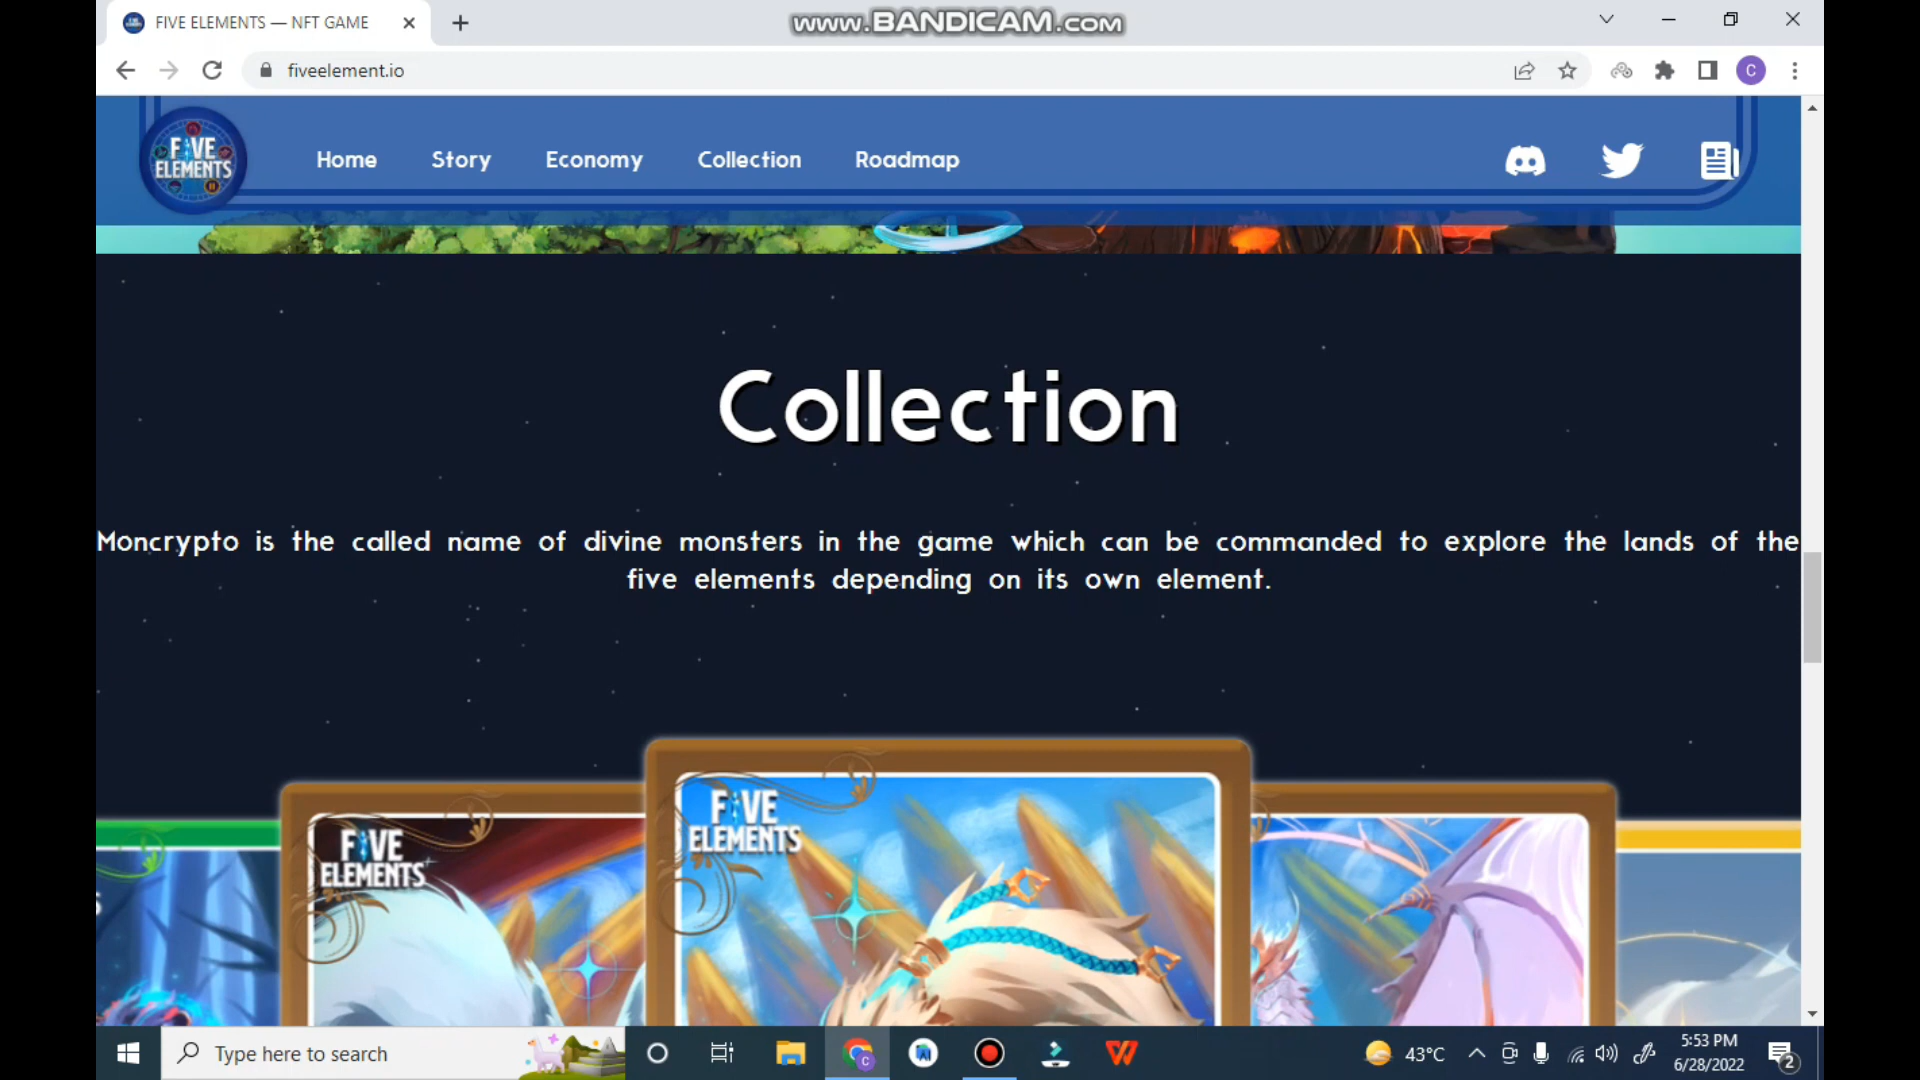 FIVE ELEMENTS — NFT GAME
www.BANDICAM.com
fiveelement.io
C
FIVE
ELEMENTS
Home
Story
Economy
Collection
Roadmap
Collection
Moncrypto is the called name of divine monsters in the game which can be commanded to explore the lands of the
five elements depending on its own element.
FIVE
ELEMENTS
FIVE
ELEMENTS
S
Type here to search
C
43°C
5:53 PM
6/28/2022
2